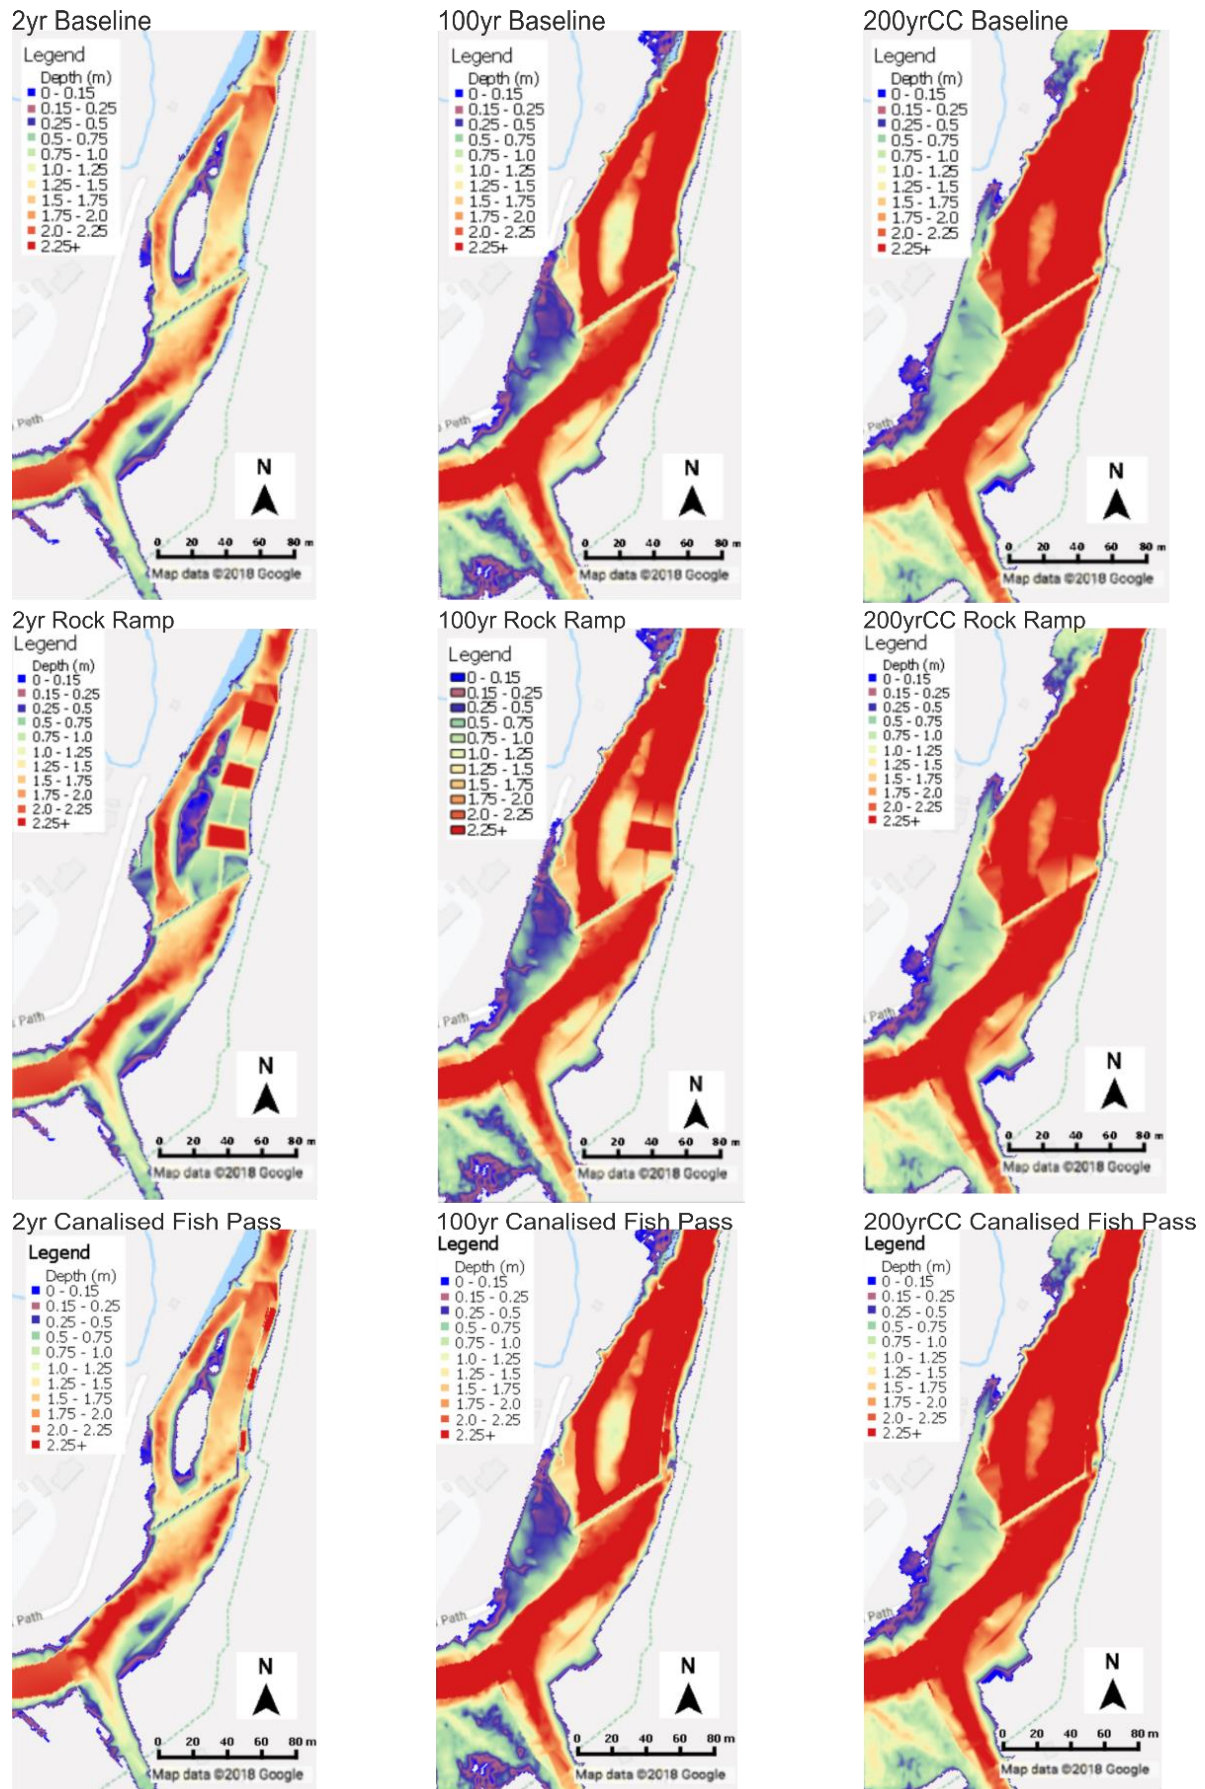 2yr Baseline
Legend
Depth (m)
0 - 0.15
0.15 - 0.25
0.25 - 0.5
0.5 - 0.75
0.75 - 1.0
1.0 - 1.25
1.25 - 1.5
1.5 - 1.75
1.75 - 2.0
2.0 - 2.25
2.25+
Path
N
0 20 40 60 80 m
Map data ©2018 Google
100yr Baseline
Legend
Depth (m)
0 - 0.15
0.15 - 0.25
0.25 - 0.5
0.5 - 0.75
0.75 - 1.0
1.0 - 1.25
1.25 - 1.5
1.5 - 1.75
1.75 - 2.0
2.0 - 2.25
2.25+
Path
N
0 20 40 60 80 m
Map data ©2018 Google
200yrCC Baseline
Legend
Depth (m)
0 - 0.15
0.15 - 0.25
0.25 - 0.5
0.5 - 0.75
0.75 - 1.0
1.0 - 1.25
1.25 - 1.5
1.5 - 1.75
1.75 - 2.0
2.0 - 2.25
2.25+
Path
N
0 20 40 60 80 m
Map data ©2018 Google
2yr Rock Ramp
Legend
Depth (m)
0 - 0.15
0.15 - 0.25
0.25 - 0.5
0.5 - 0.75
0.75 - 1.0
1.0 - 1.25
1.25 - 1.5
1.5 - 1.75
1.75 - 2.0
2.0 - 2.25
2.25+
Path
N
0 20 40 60 80 m
Map data ©2018 Google
100yr Rock Ramp
Legend
0 - 0.15
0.15 - 0.25
0.25 - 0.5
0.5 - 0.75
0.75 - 1.0
1.0 - 1.25
1.25 - 1.5
1.5 - 1.75
1.75 - 2.0
2.0 - 2.25
2.25+
Path
N
0 20 40 60 80 m
Map data ©2018 Google
200yrCC Rock Ramp
Legend
Depth (m)
0 - 0.15
0.15 - 0.25
0.25 - 0.5
0.5 - 0.75
0.75 - 1.0
1.0 - 1.25
1.25 - 1.5
1.5 - 1.75
1.75 - 2.0
2.0 - 2.25
2.25+
Path
N
0 20 40 60 80 m
Map data ©2018 Google
2yr Canalised Fish Pass
Legend
Depth (m)
0 - 0.15
0.15 - 0.25
0.25 - 0.5
0.5 - 0.75
0.75 - 1.0
1.0 - 1.25
1.25 - 1.5
1.5 - 1.75
1.75 - 2.0
2.0 - 2.25
2.25+
Path
N
0 20 40 60 80 m
Map data ©2018 Google
100yr Canalised Fish Pass
Legend
Depth (m)
0 - 0.15
0.15 - 0.25
0.25 - 0.5
0.5 - 0.75
0.75 - 1.0
1.0 - 1.25
1.25 - 1.5
1.5 - 1.75
1.75 - 2.0
2.0 - 2.25
2.25+
Path
N
0 20 40 60 80 m
Map data ©2018 Google
200yrCC Canalised Fish Pass
Legend
Depth (m)
0 - 0.15
0.15 - 0.25
0.25 - 0.5
0.5 - 0.75
0.75 - 1.0
1.0 - 1.25
1.25 - 1.5
1.5 - 1.75
1.75 - 2.0
2.0 - 2.25
2.25+
Path
N
0 20 40 60 80 m
Map data ©2018 Google